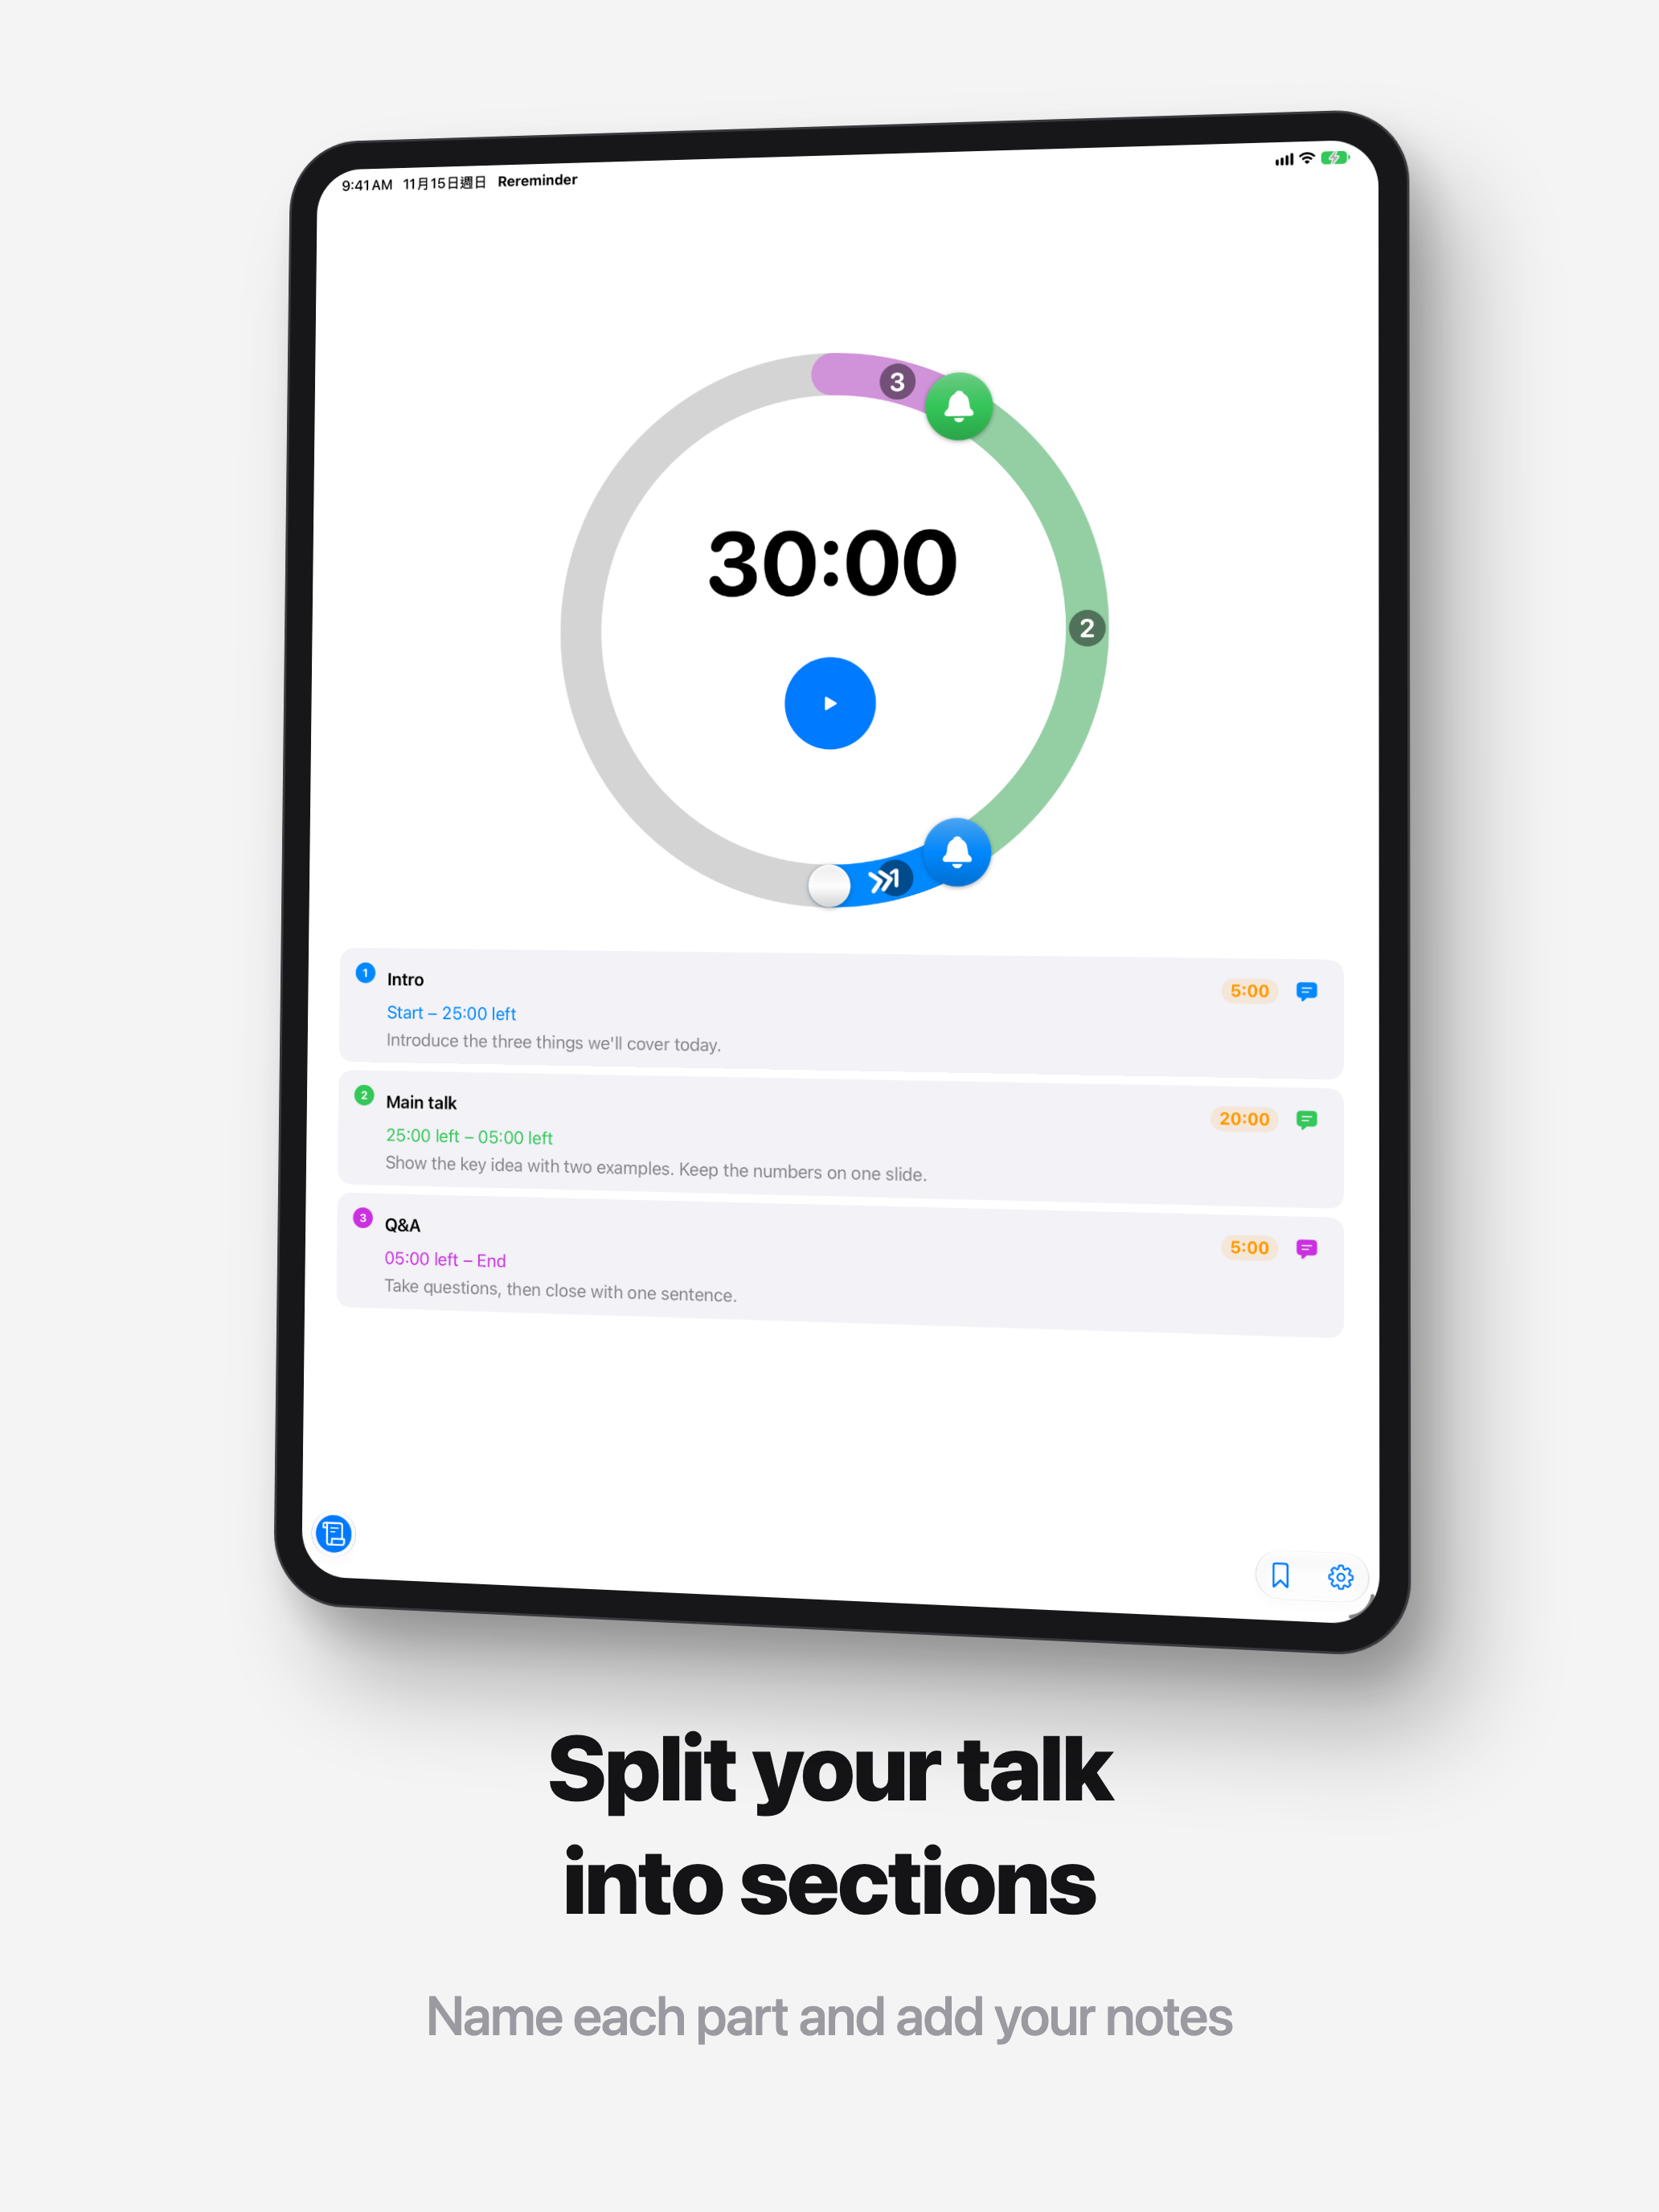 9:41 AM 11月15日週日 Rereminder
3
30:00
2
1
1 Intro 5:00
Start – 25:00 left
Introduce the three things we'll cover today.
2 Main talk 20:00
25:00 left – 05:00 left
Show the key idea with two examples. Keep the numbers on one slide.
3 Q&A 5:00
05:00 left – End
Take questions, then close with one sentence.
Split your talk
into sections
Name each part and add your notes